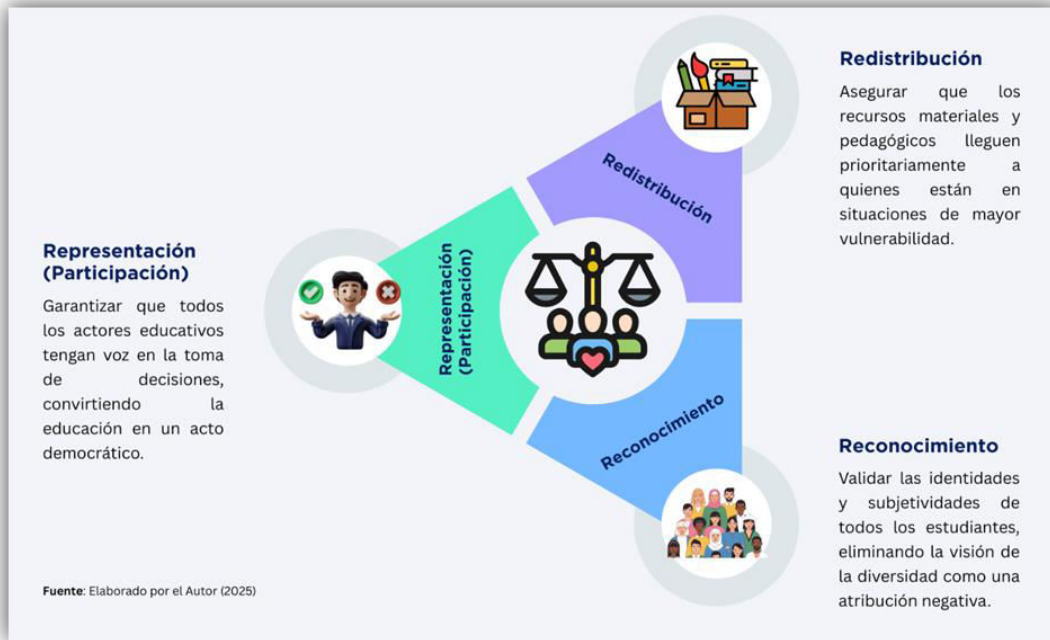 Redistribución
Asegurar que los
recursos materiales y
pedagógicos lleguen
prioritariamente a
quienes están en
situaciones de mayor
vulnerabilidad.
Redistribución
Representación
(Participación)
Garantizar que todos
los actores educativos
tengan voz en la toma
de decisiones,
convirtiendo la
educación en un acto
democrático.
Representación
(Participación)
Reconocimiento
Reconocimiento
Validar las identidades
y subjetividades de
todos los estudiantes,
eliminando la visión de
la diversidad como una
atribución negativa.
Fuente: Elaborado por el Autor (2025)